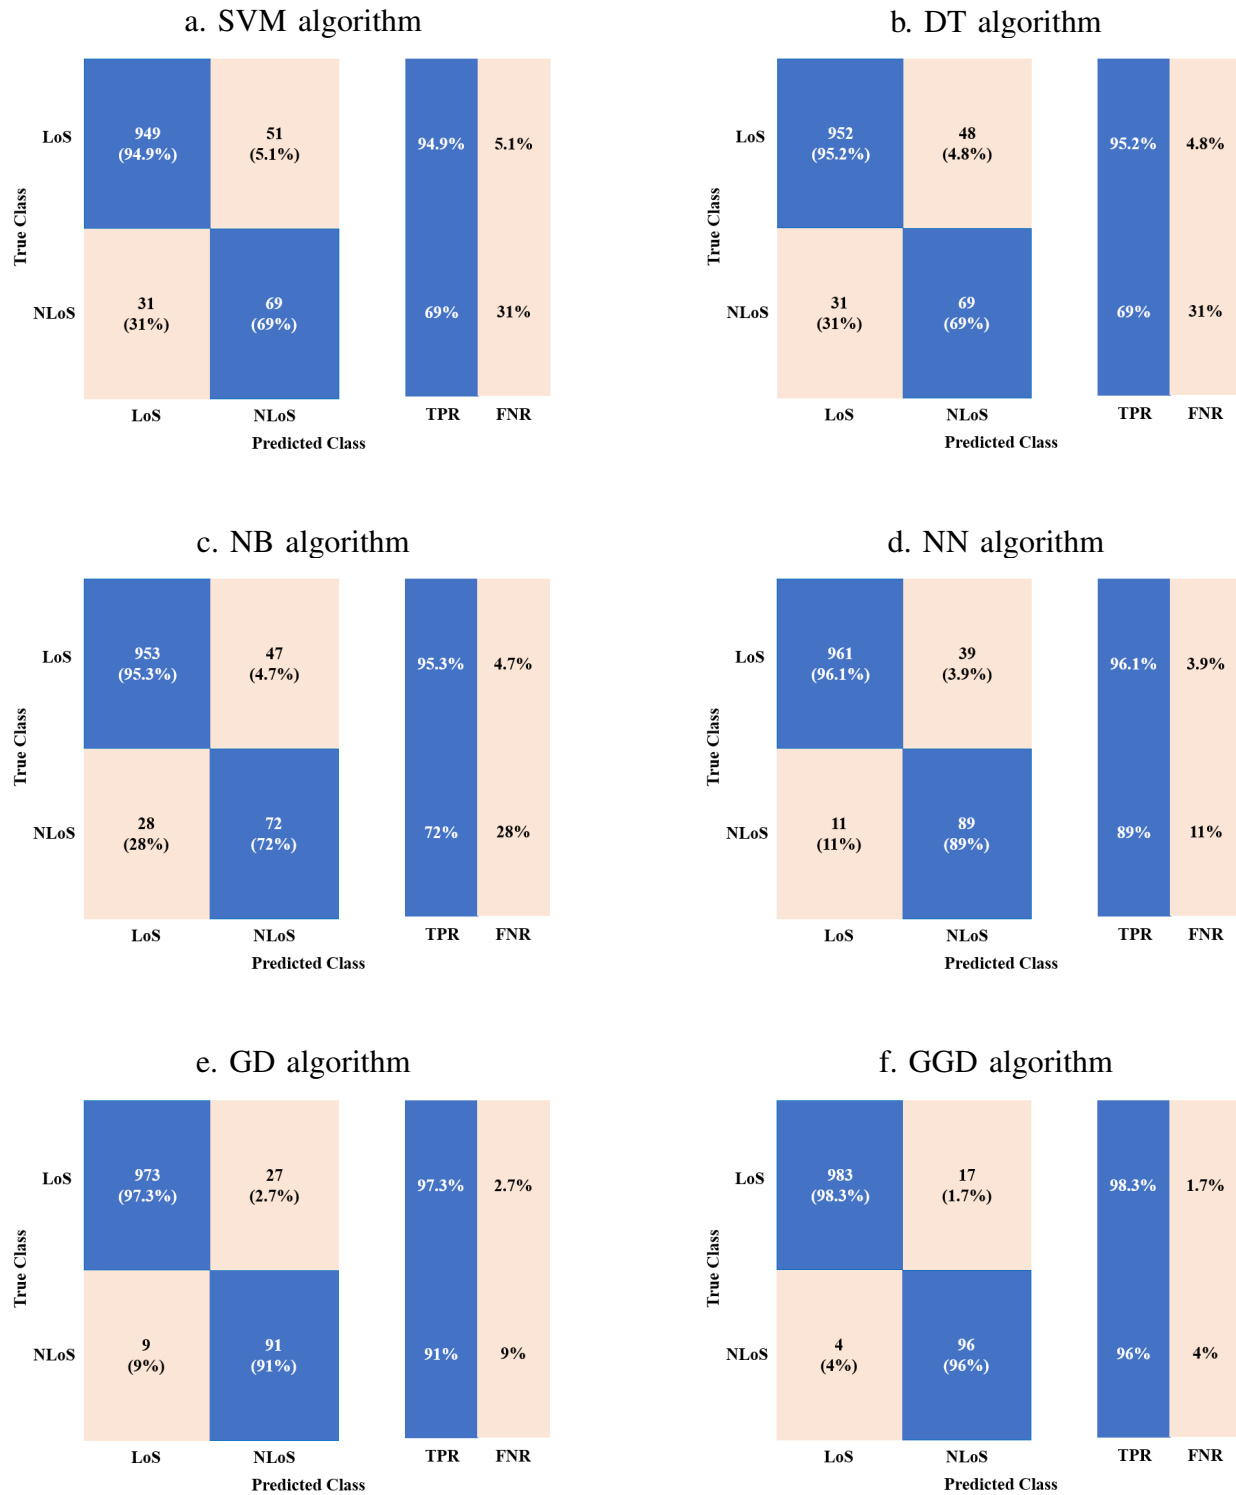 a. SVM algorithm
LoS
949
(94.9%)
51
(5.1%)
94.9%
5.1%
True Class
NLoS
31
(31%)
69
(69%)
69%
31%
LoS
NLoS
TPR
FNR
Predicted Class
b. DT algorithm
LoS
952
(95.2%)
48
(4.8%)
95.2%
4.8%
True Class
NLoS
31
(31%)
69
(69%)
69%
31%
LoS
NLoS
TPR
FNR
Predicted Class
c. NB algorithm
LoS
953
(95.3%)
47
(4.7%)
95.3%
4.7%
True Class
NLoS
28
(28%)
72
(72%)
72%
28%
LoS
NLoS
TPR
FNR
Predicted Class
d. NN algorithm
LoS
961
(96.1%)
39
(3.9%)
96.1%
3.9%
True Class
NLoS
11
(11%)
89
(89%)
89%
11%
LoS
NLoS
TPR
FNR
Predicted Class
e. GD algorithm
LoS
973
(97.3%)
27
(2.7%)
97.3%
2.7%
True Class
NLoS
9
(9%)
91
(91%)
91%
9%
LoS
NLoS
TPR
FNR
Predicted Class
f. GGD algorithm
LoS
983
(98.3%)
17
(1.7%)
98.3%
1.7%
True Class
NLoS
4
(4%)
96
(96%)
96%
4%
LoS
NLoS
TPR
FNR
Predicted Class